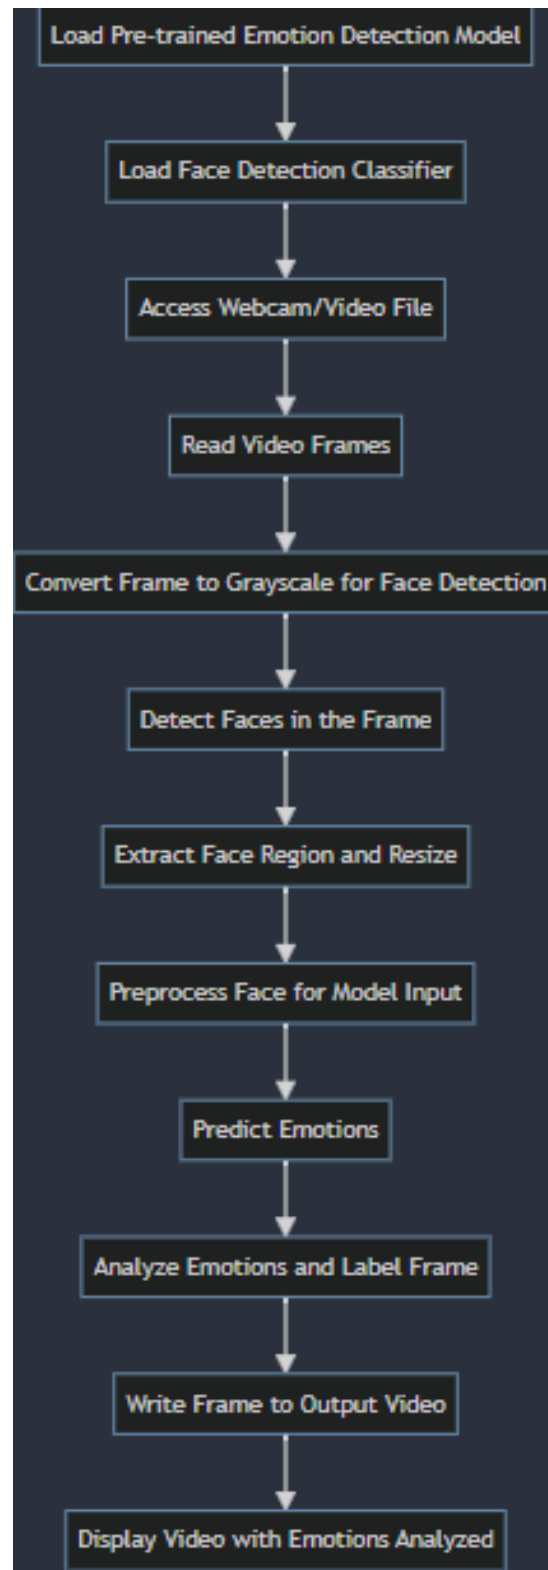 Load Pre-trained Emotion Detection Model
Load Face Detection Classifier
Access Webcam/Video File
Read Video Frames
Convert Frame to Grayscale for Face Detection
Detect Faces in the Frame
Extract Face Region and Resize
Preprocess Face for Model Input
Predict Emotions
Analyze Emotions and Label Frame
Write Frame to Output Video
Display Video with Emotions Analyzed